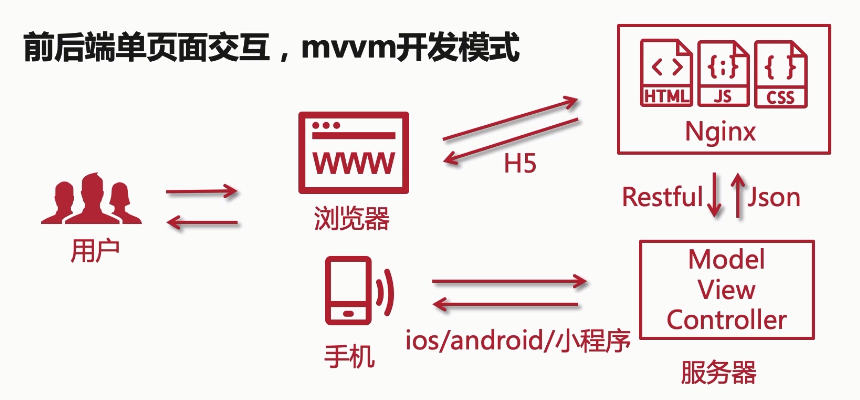 前后端单页面交互，mvvm开发模式
HTML
JS
CSS
Nginx
WWW
H5
浏览器
用户
Restful
Json
Model
View
Controller
服务器
手机
ios/android/小程序